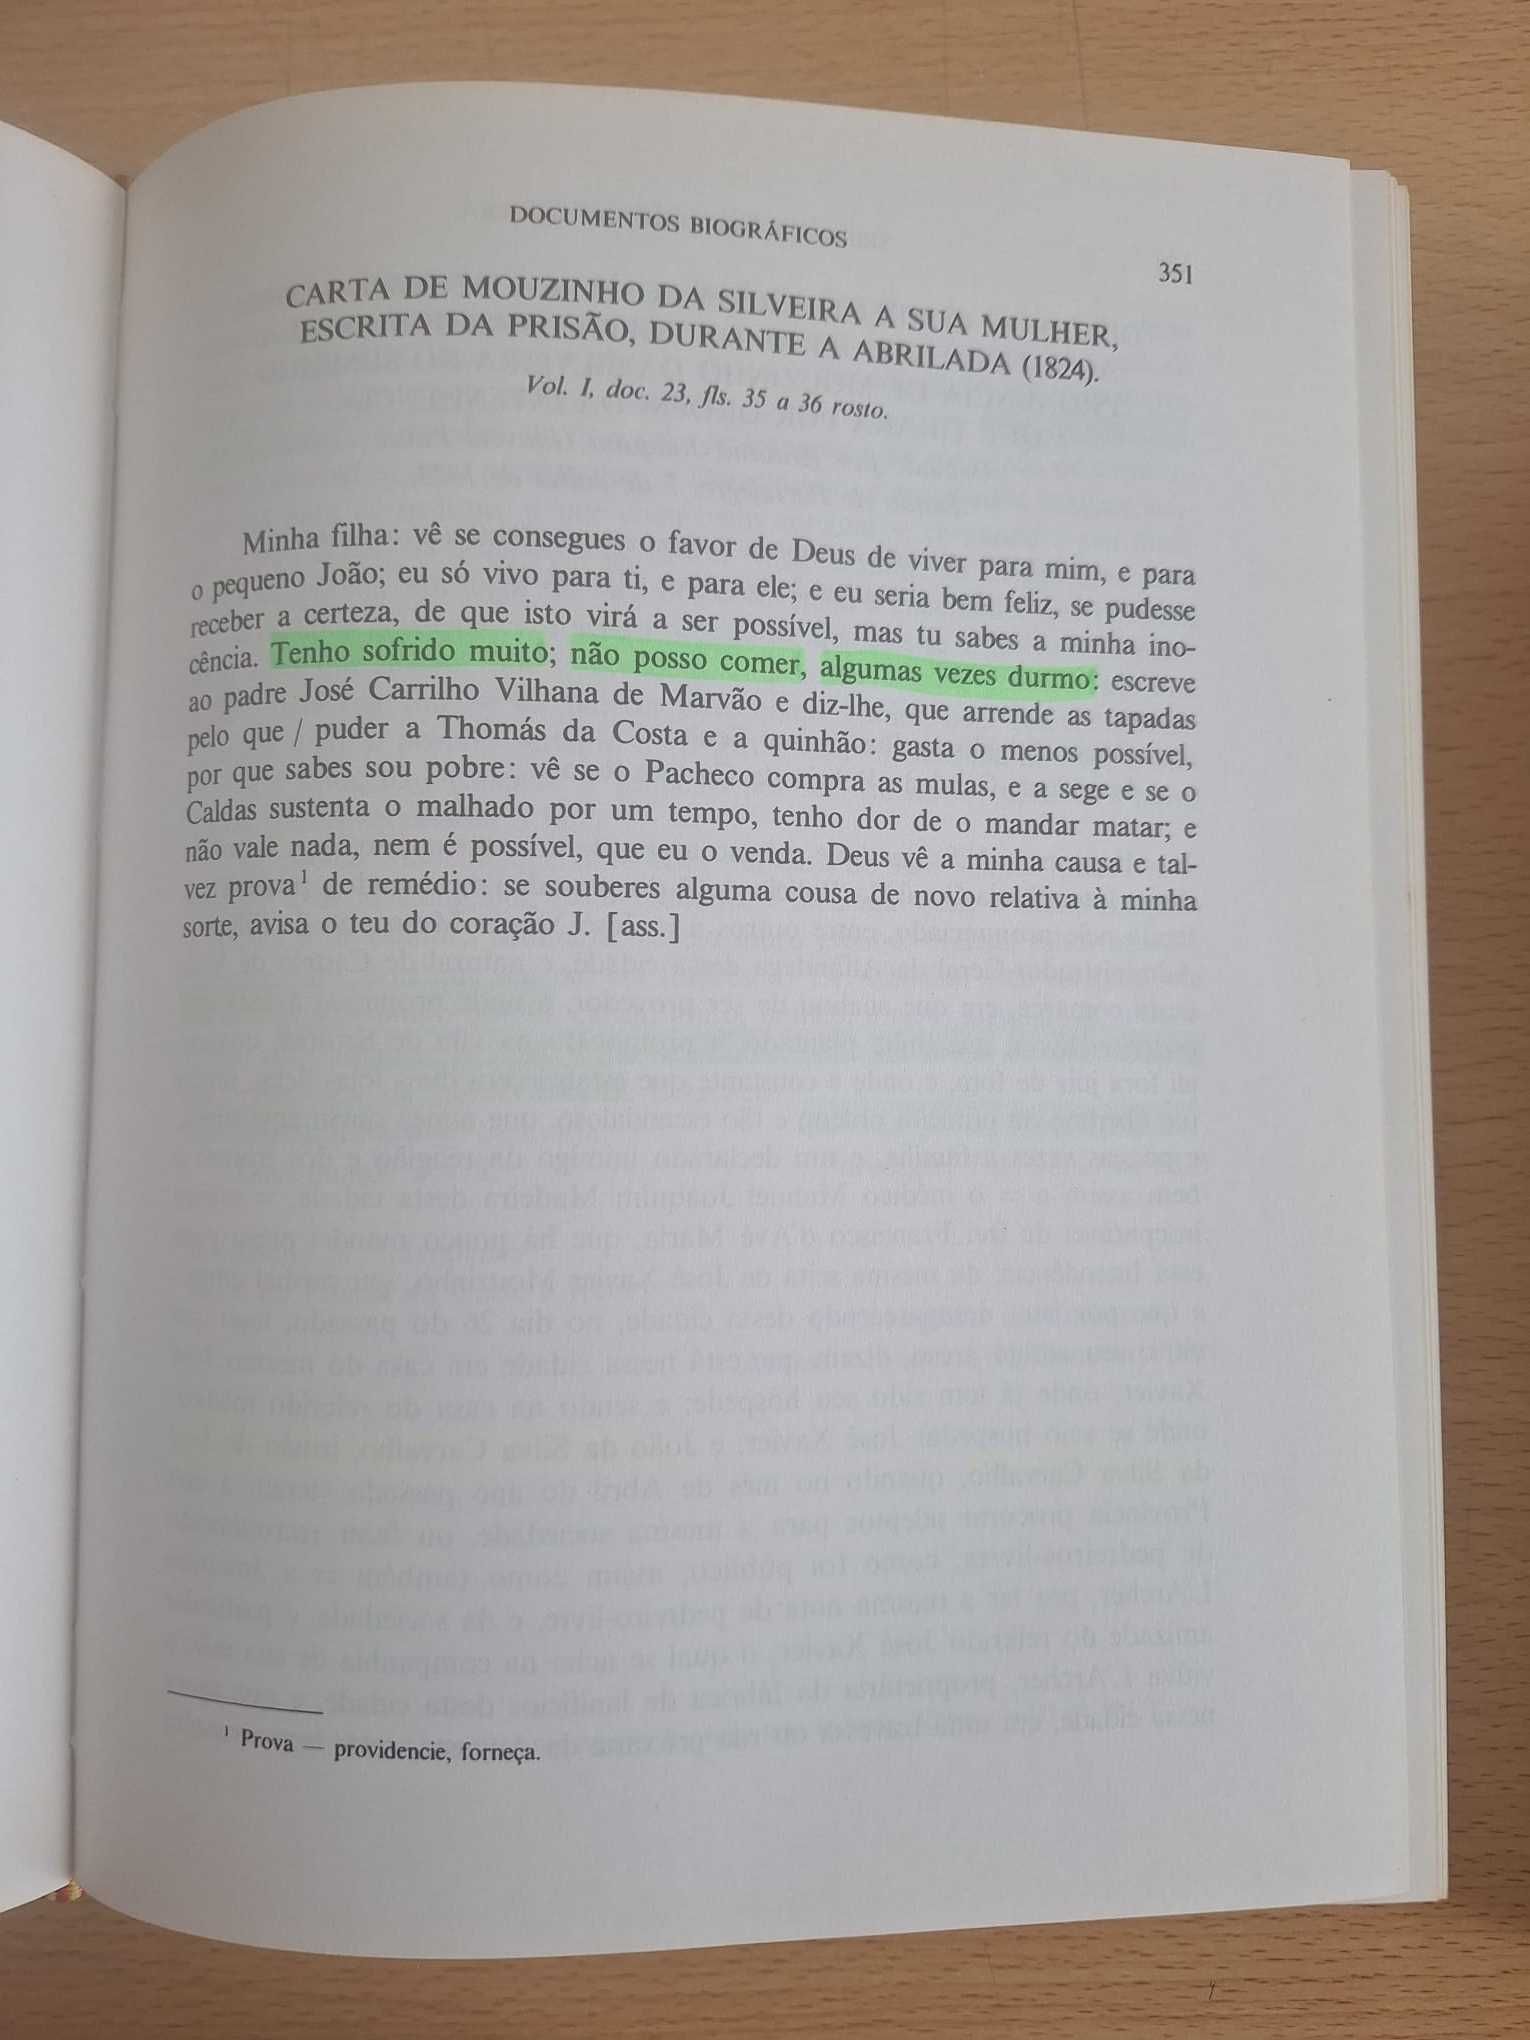 DOCUMENTOS BIOGRÁFICOS
351
CARTA DE MOUZINHO DA SILVEIRA A SUA MULHER,
ESCRITA DA PRISÃO, DURANTE A ABRILADA (1824).
Vol. I, doc. 23, fls. 35 a 36 rosto.
Minha filha: vê se consegues o favor de Deus de viver para mim, e para
o pequeno João; eu só vivo para ti, e para ele; e eu seria bem feliz, se pudesse
receber a certeza, de que isto virá a ser possível, mas tu sabes a minha ino-
cência. Tenho sofrido muito; não posso comer, algumas vezes durmo: escreve
ao padre José Carrilho Vilhana de Marvão e diz-lhe, que arrende as tapadas
pelo que / puder a Thomás da Costa e a quinhão: gasta o menos possível,
por que sabes sou pobre: vê se o Pacheco compra as mulas, e a sege e se o
Caldas sustenta o malhado por um tempo, tenho dor de o mandar matar; e
não vale nada, nem é possível, que eu o venda. Deus vê a minha causa e tal-
vez prova¹ de remédio: se souberes alguma cousa de novo relativa à minha
sorte, avisa o teu do coração J. [ass.]
¹ Prova — providencie, forneça.